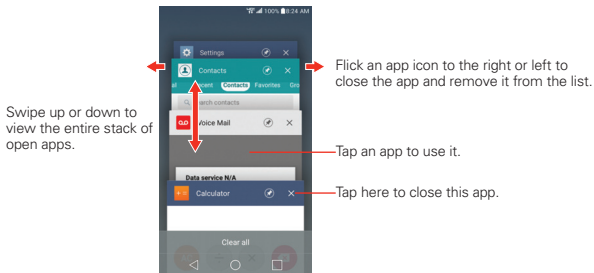 100% 8:24 AM
Settings
Contacts
Recent Contacts Favorites Gro
Search contacts
Voice Mail
Data service N/A
Calculator
Clear all
Swipe up or down to
view the entire stack of
open apps.
Flick an app icon to the right or left to
close the app and remove it from the list.
Tap an app to use it.
Tap here to close this app.